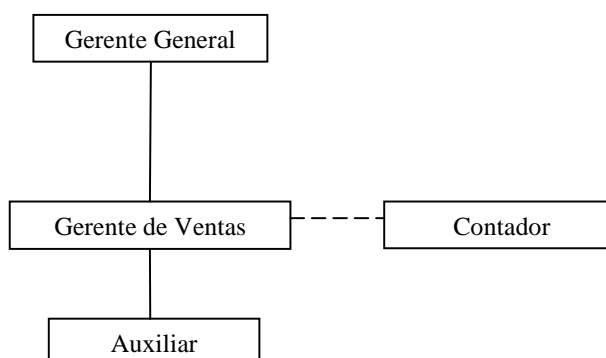 Gerente General
Gerente de Ventas
Contador
Auxiliar